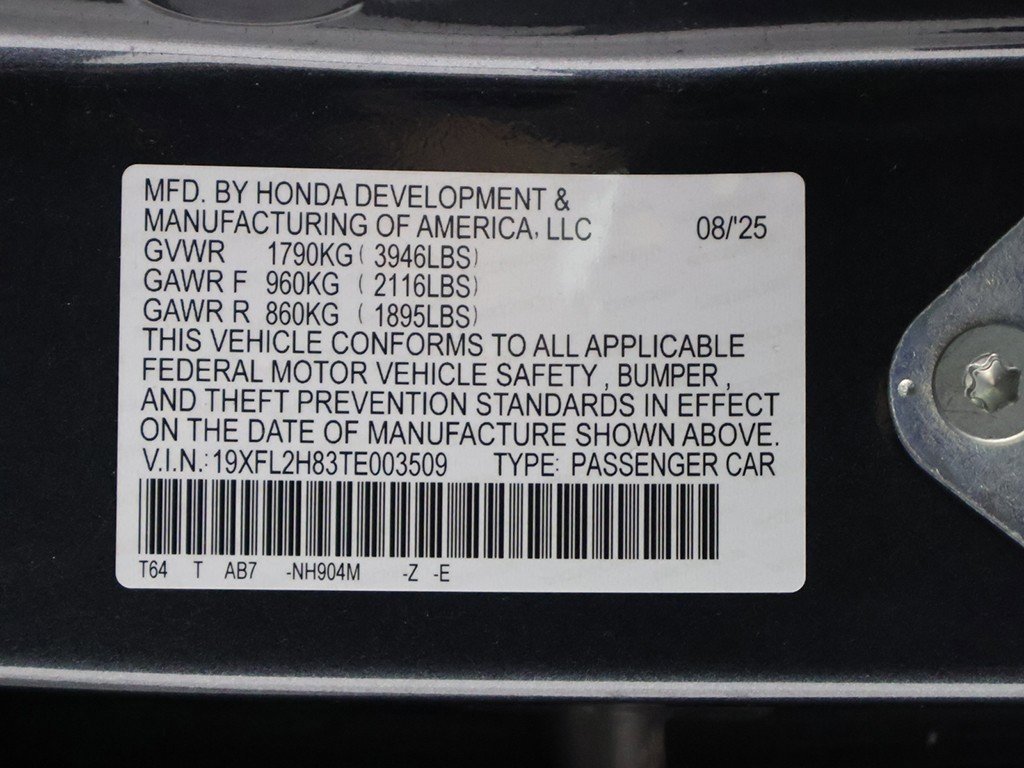 MFD. BY HONDA DEVELOPMENT &
MANUFACTURING OF AMERICA, LLC 08/'25
GVWR 1790KG ( 3946LBS)
GAWR F 960KG ( 2116LBS)
GAWR R 860KG ( 1895LBS)
THIS VEHICLE CONFORMS TO ALL APPLICABLE
FEDERAL MOTOR VEHICLE SAFETY , BUMPER ,
AND THEFT PREVENTION STANDARDS IN EFFECT
ON THE DATE OF MANUFACTURE SHOWN ABOVE.
V.I.N.: 19XFL2H83TE003509 TYPE: PASSENGER CAR
T64 T AB7 -NH904M -Z -E